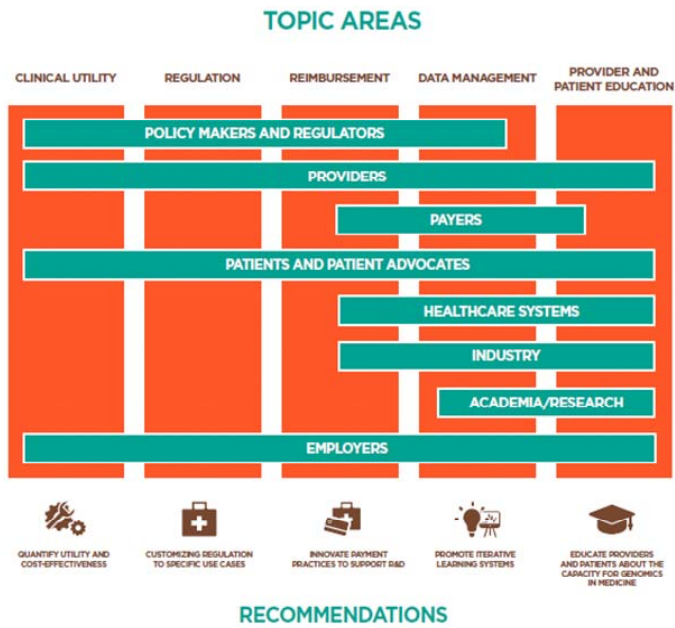 TOPIC AREAS
CLINICAL UTILITY
REGULATION
REIMBURSEMENT
DATA MANAGEMENT
PROVIDER AND
PATIENT EDUCATION
POLICY MAKERS AND REGULATORS
PROVIDERS
PAYERS
PATIENTS AND PATIENT ADVOCATES
HEALTHCARE SYSTEMS
INDUSTRY
ACADEMIA/RESEARCH
EMPLOYERS
QUANTIFY UTILITY AND
COST-EFFECTIVENESS
CUSTOMIZING REGULATION
TO SPECIFIC USE CASES
INNOVATE PAYMENT
PRACTICES TO SUPPORT R&D
PROMOTE ITERATIVE
LEARNING SYSTEMS
EDUCATE PROVIDERS
AND PATIENTS ABOUT THE
CAPACITY FOR GENOMICS
IN MEDICINE
RECOMMENDATIONS